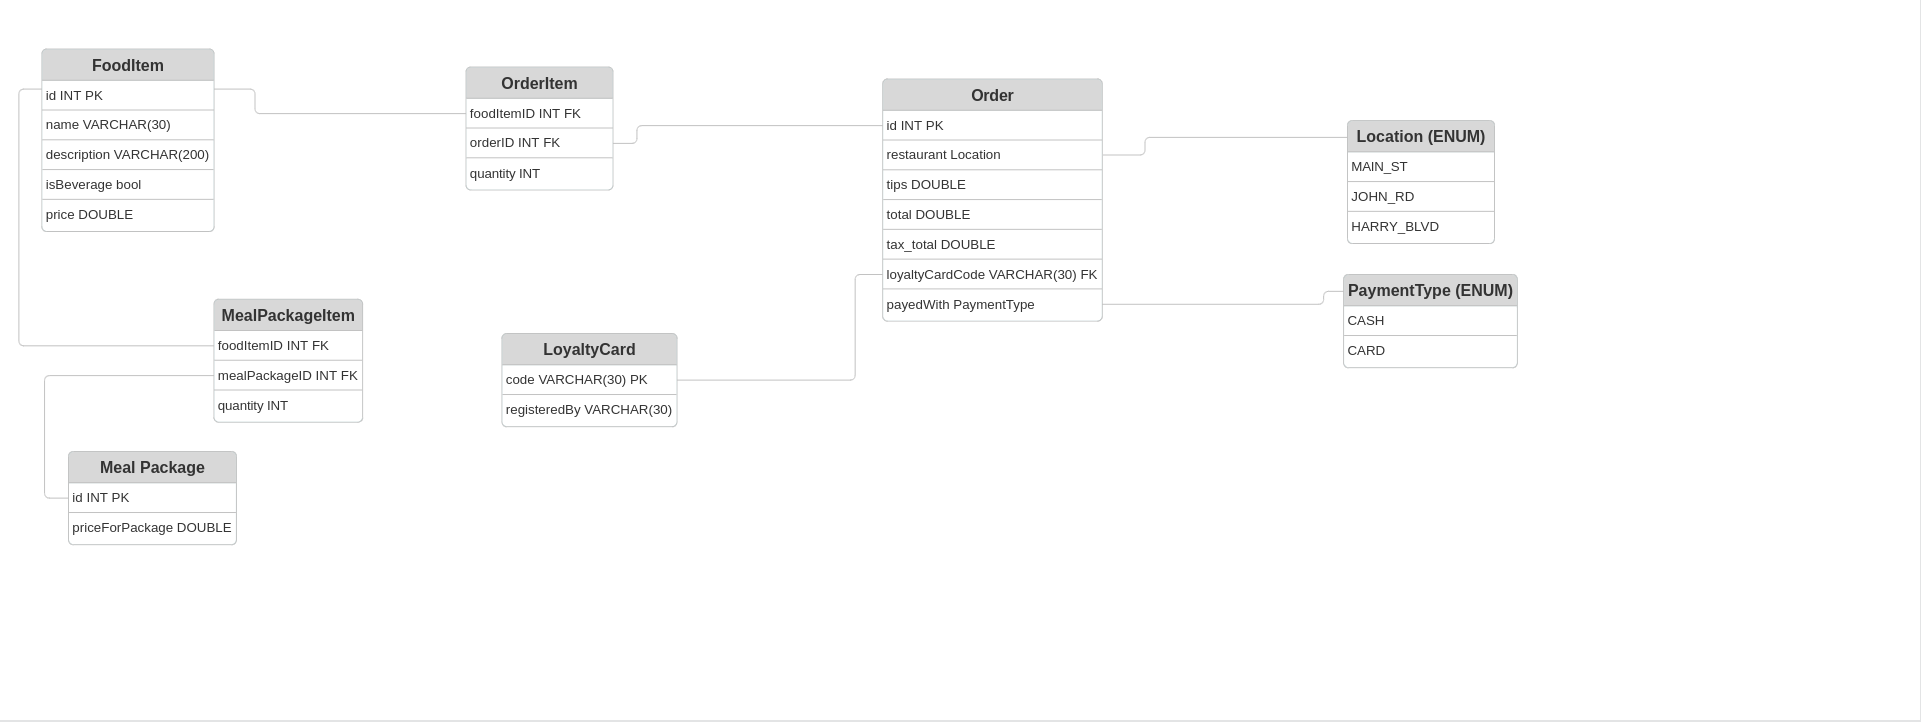 FoodItem
id INT PK
name VARCHAR(30)
description VARCHAR(200)
isBeverage bool
price DOUBLE
OrderItem
foodItemID INT FK
orderID INT FK
quantity INT
Order
id INT PK
restaurant Location
tips DOUBLE
total DOUBLE
tax_total DOUBLE
loyaltyCardCode VARCHAR(30) FK
payedWith PaymentType
Location (ENUM)
MAIN_ST
JOHN_RD
HARRY_BLVD
PaymentType (ENUM)
CASH
CARD
MealPackageItem
foodItemID INT FK
mealPackageID INT FK
quantity INT
LoyaltyCard
code VARCHAR(30) PK
registeredBy VARCHAR(30)
Meal Package
id INT PK
priceForPackage DOUBLE